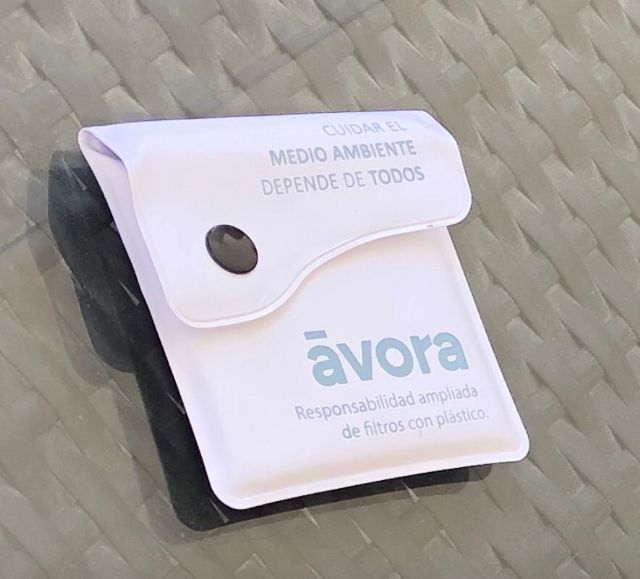 CUIDAR EL
MEDIO AMBIENTE
DEPENDE DE TODOS
āvora
Responsabilidad ampliada
de filtros con plástico.